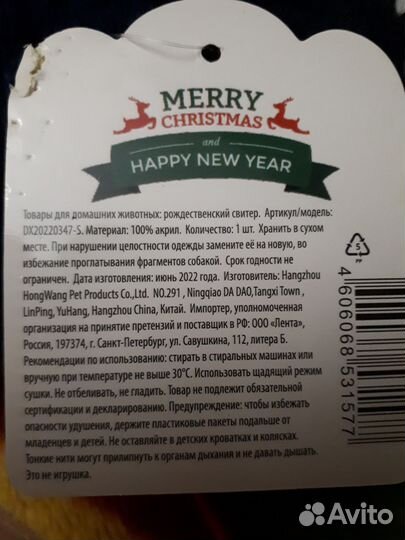 MERRY
CHRISTMAS
and
HAPPY NEW YEAR
Товары для домашних животных: рождественский свитер. Артикул/модель:
DX20220347-S. Материал: 100% акрил. Количество: 1 шт. Хранить в сухом
месте. При нарушении целостности одежды замените её на новую, во
избежание проглатывания фрагментов собакой. Срок годности не
ограничен. Дата изготовления: июнь 2022 года. Изготовитель: Hangzhou
HongWang Pet Products Co.,Ltd. NO.291 , Ningqiao DA DAO,Tangxi Town ,
LinPing, YuHang, Hangzhou China, Китай. Импортер, уполномоченная
организация на принятие претензий и поставщик в РФ: ООО «Лента»,
Россия, 197374, г. Санкт-Петербург, ул. Савушкина, 112, литера Б.
Рекомендации по использованию: стирать в стиральных машинах или
вручную при температуре не выше 30°С. Использовать щадящий режим
сушки. Не отбеливать, не гладить. Товар не подлежит обязательной
сертификации и декларированию. Предупреждение: чтобы избежать
опасности удушения, держите пластиковые пакеты подальше от
младенцев и детей. Не оставляйте в детских кроватках и колясках.
Тонкие нити могут прилипнуть к органам дыхания и не давать дышать.
Это не игрушка.
5
PP
4606068531577
Avito